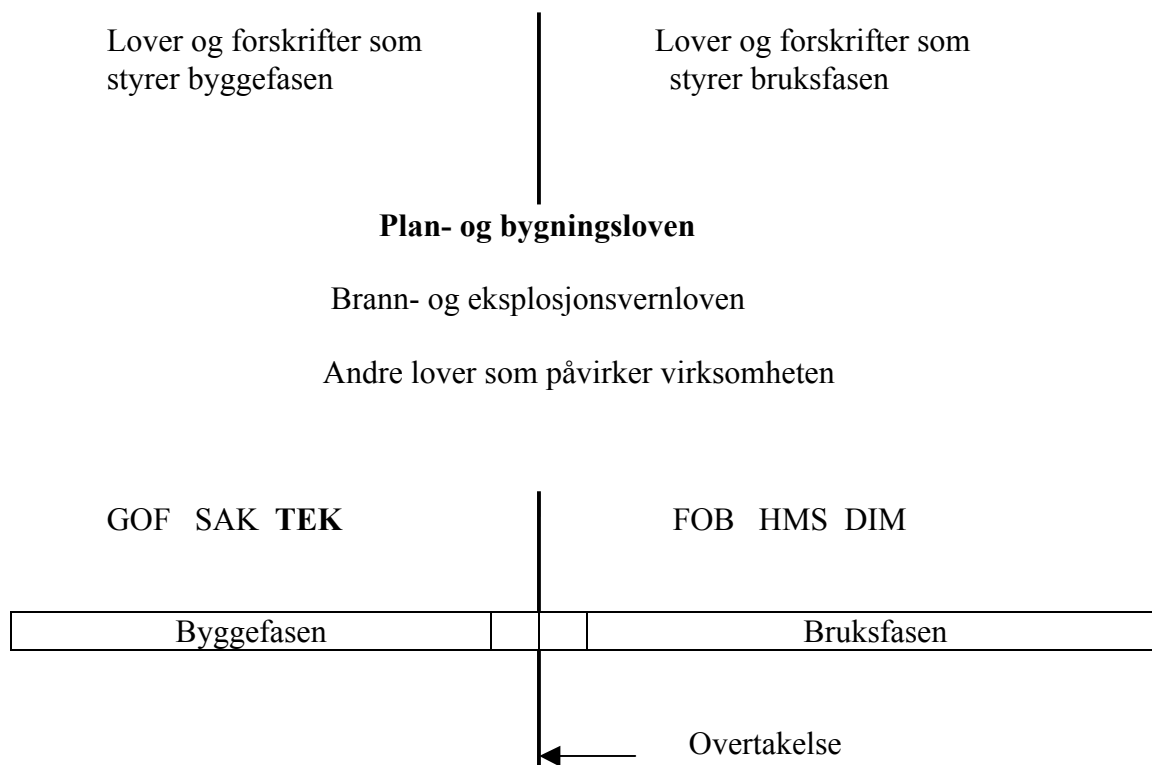 Lover og forskrifter som
styrer byggefasen
Lover og forskrifter som
styrer bruksfasen
Plan- og bygningsloven
Brann- og eksplosjonsvernloven
Andre lover som påvirker virksomheten
GOF SAK TEK
FOB HMS DIM
Byggefasen
Bruksfasen
Overtakelse